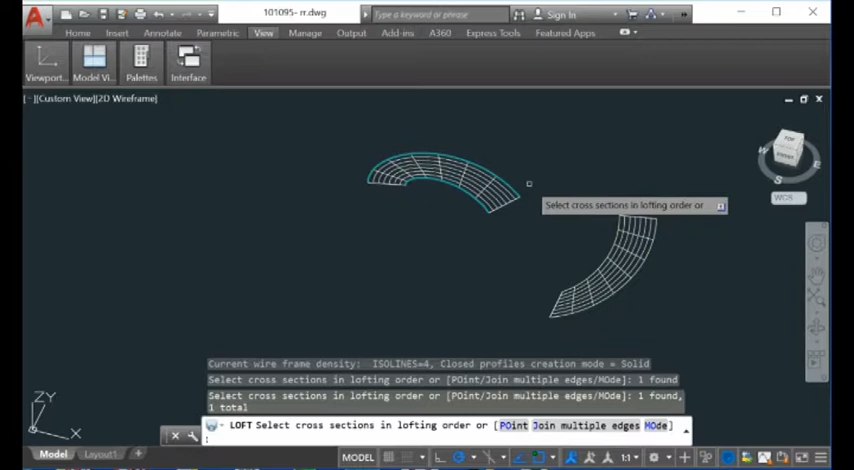 A
101095- rr.dwg
Type a keyword or phrase
Sign In
Home Insert Annotate Parametric View Manage Output Add-ins A360 Express Tools Featured Apps
Viewport... Model Vi... Palettes Interface
[-][Custom View][2D Wireframe]
TOP
W
E
S
WCS
Select cross sections in lofting order or
Current wire frame density: ISOLINES=4, Closed profiles creation mode = Solid
Select cross sections in lofting order or [POint/Join multiple edges/MOde]: 1 found
Select cross sections in lofting order or [POint/Join multiple edges/MOde]: 1 found,
1 total
LOFT Select cross sections in lofting order or [POint Join multiple edges MOde]
:
ZY
X
Model Layout1 +
MODEL
1:1